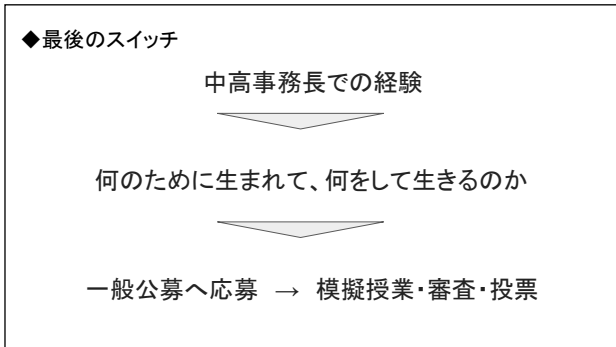 ◆最後のスイッチ
中高事務長での経験
何のために生まれて、何をして生きるのか
一般公募へ応募 → 模擬授業・審査・投票